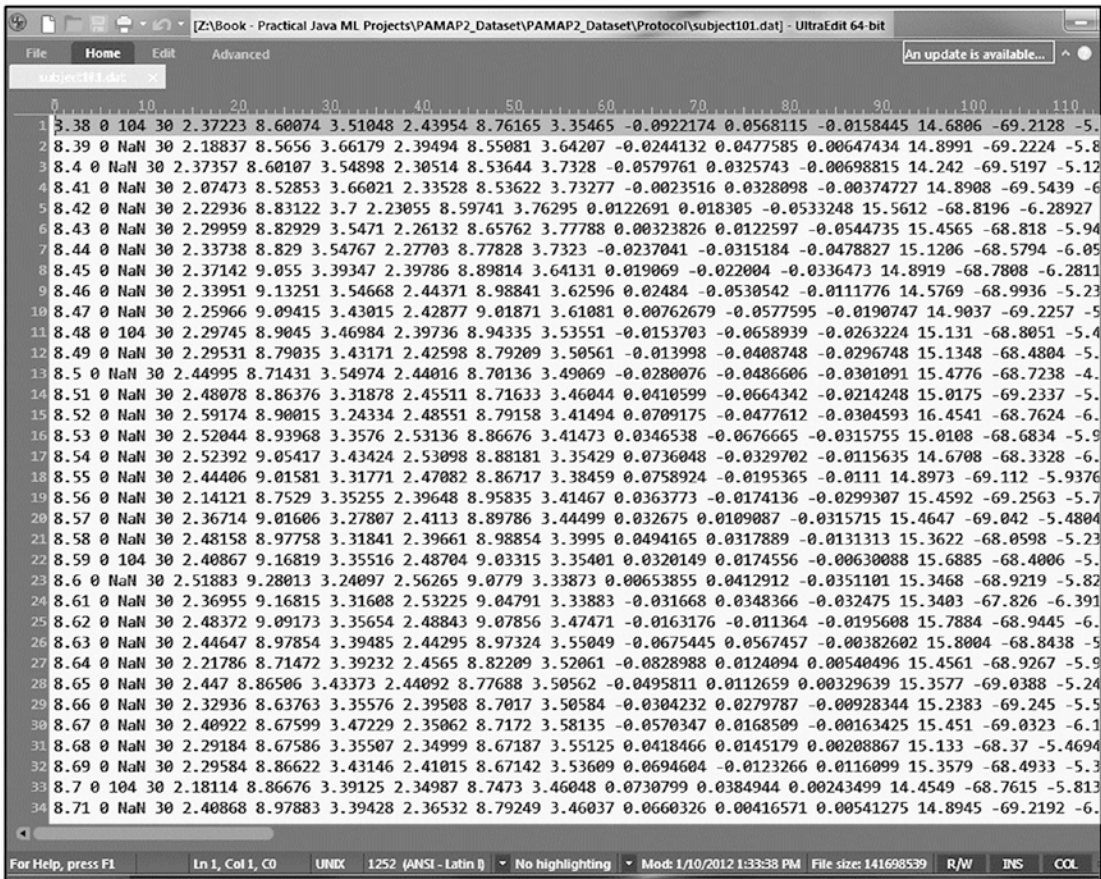 [Z:\Book - Practical Java ML Projects\PAMAP2_Dataset\PAMAP2_Dataset\Protocol\subject101.dat] - UltraEdit 64-bit
File Home Edit Advanced An update is available...
subject101.dat
0 10 20 30 40 50 60 70 80 90 100 110
1 8.38 0 104 30 2.37223 8.60074 3.51048 2.43954 8.76165 3.35465 -0.0922174 0.0568115 -0.0158445 14.6806 -69.2128 -5.
2 8.39 0 NaN 30 2.18837 8.5656 3.66179 2.39494 8.55081 3.64207 -0.0244132 0.0477585 0.00647434 14.8991 -69.2224 -5.8
3 8.4 0 NaN 30 2.37357 8.60107 3.54898 2.30514 8.53644 3.7328 -0.0579761 0.0325743 -0.00698815 14.242 -69.5197 -5.12
4 8.41 0 NaN 30 2.07473 8.52853 3.66021 2.33528 8.53622 3.73277 -0.0023516 0.0328098 -0.00374727 14.8908 -69.5439 -6
5 8.42 0 NaN 30 2.22936 8.83122 3.7 2.23055 8.59741 3.76295 0.0122691 0.018305 -0.0533248 15.5612 -68.8196 -6.28927
6 8.43 0 NaN 30 2.29959 8.82929 3.5471 2.26132 8.65762 3.77788 0.00323826 0.0122597 -0.0544735 15.4565 -68.818 -5.94
7 8.44 0 NaN 30 2.33738 8.829 3.54767 2.27703 8.77828 3.7323 -0.0237041 -0.0315184 -0.0478827 15.1206 -68.5794 -6.05
8 8.45 0 NaN 30 2.37142 9.055 3.39347 2.39786 8.89814 3.64131 0.019069 -0.022004 -0.0336473 14.8919 -68.7808 -6.2811
9 8.46 0 NaN 30 2.33951 9.13251 3.54668 2.44371 8.98841 3.62596 0.02484 -0.0530542 -0.0111776 14.5769 -68.9936 -5.23
10 8.47 0 NaN 30 2.25966 9.09415 3.43015 2.42877 9.01871 3.61081 0.00762679 -0.0577595 -0.0190747 14.9037 -69.2257 -5
11 8.48 0 104 30 2.29745 8.9045 3.46984 2.39736 8.94335 3.53551 -0.0153703 -0.0658939 -0.0263224 15.131 -68.8051 -5.4
12 8.49 0 NaN 30 2.29531 8.79035 3.43171 2.42598 8.79209 3.50561 -0.013998 -0.0408748 -0.0296748 15.1348 -68.4804 -5.
13 8.5 0 NaN 30 2.44995 8.71431 3.54974 2.44016 8.70136 3.49069 -0.0280076 -0.0486606 -0.0301091 15.4776 -68.7238 -4.
14 8.51 0 NaN 30 2.48078 8.86376 3.31878 2.45511 8.71633 3.46044 0.0410599 -0.0664342 -0.0214248 15.0175 -69.2337 -5.
15 8.52 0 NaN 30 2.59174 8.90015 3.24334 2.48551 8.79158 3.41494 0.0709175 -0.0477612 -0.0304593 16.4541 -68.7624 -6.
16 8.53 0 NaN 30 2.52044 8.93968 3.3576 2.53136 8.86676 3.41473 0.0346538 -0.0676665 -0.0315755 15.0108 -68.6834 -5.9
17 8.54 0 NaN 30 2.52392 9.05417 3.43424 2.53098 8.88181 3.35429 0.0736048 -0.0329702 -0.0115635 14.6708 -68.3328 -6.
18 8.55 0 NaN 30 2.44406 9.01581 3.31771 2.47082 8.86717 3.38459 0.0758924 -0.0195365 -0.0111 14.8973 -69.112 -5.9376
19 8.56 0 NaN 30 2.14121 8.7529 3.35255 2.39648 8.95835 3.41467 0.0363773 -0.0174136 -0.0299307 15.4592 -69.2563 -5.7
20 8.57 0 NaN 30 2.36714 9.01606 3.27807 2.4113 8.89786 3.44499 0.032675 0.0109087 -0.0315715 15.4647 -69.042 -5.4804
21 8.58 0 NaN 30 2.48158 8.97758 3.31841 2.39661 8.98854 3.3995 0.0494165 0.0317889 -0.0131313 15.3622 -68.0598 -5.23
22 8.59 0 104 30 2.40867 9.16819 3.35516 2.48704 9.03315 3.35401 0.0320149 0.0174556 -0.00630088 15.6885 -68.4006 -5.
23 8.6 0 NaN 30 2.51883 9.28013 3.24097 2.56265 9.0779 3.33873 0.00653855 0.0412912 -0.0351101 15.3468 -68.9219 -5.82
24 8.61 0 NaN 30 2.36955 9.16815 3.31608 2.53225 9.04791 3.33883 -0.031668 0.0348366 -0.032475 15.3403 -67.826 -6.391
25 8.62 0 NaN 30 2.48372 9.09173 3.35654 2.48843 9.07856 3.47471 -0.0163176 -0.011364 -0.0195608 15.7884 -68.9445 -6.
26 8.63 0 NaN 30 2.44647 8.97854 3.39485 2.44295 8.97324 3.55049 -0.0675445 0.0567457 -0.00382602 15.8004 -68.8438 -5
27 8.64 0 NaN 30 2.21786 8.71472 3.39232 2.4565 8.82209 3.52061 -0.0828988 0.0124094 0.00540496 15.4561 -68.9267 -5.9
28 8.65 0 NaN 30 2.447 8.86506 3.43373 2.44092 8.77688 3.50562 -0.0495811 0.0112659 0.00329639 15.3577 -69.0388 -5.24
29 8.66 0 NaN 30 2.32936 8.63763 3.35576 2.39508 8.7017 3.50584 -0.0304232 0.0279787 -0.00928344 15.2383 -69.245 -5.5
30 8.67 0 NaN 30 2.40922 8.67599 3.47229 2.35062 8.7172 3.58135 -0.0570347 0.0168509 -0.00163425 15.451 -69.0323 -6.1
31 8.68 0 NaN 30 2.29184 8.67586 3.35507 2.34999 8.67187 3.55125 0.0418466 0.0145179 0.00208867 15.133 -68.37 -5.4694
32 8.69 0 NaN 30 2.29584 8.86622 3.43146 2.41015 8.67142 3.53609 0.0694604 -0.0123266 0.0116099 15.3579 -68.4933 -5.3
33 8.7 0 104 30 2.18114 8.86676 3.39125 2.34987 8.7473 3.46048 0.0730799 0.0384944 0.00243499 14.4549 -68.7615 -5.813
34 8.71 0 NaN 30 2.40868 8.97883 3.39428 2.36532 8.79249 3.46037 0.0660326 0.00416571 0.00541275 14.8945 -69.2192 -6.
For Help, press F1 Ln 1, Col 1, C0 UNIX 1252 (ANSI - Latin I) No highlighting Mod: 1/10/2012 1:33:38 PM File size: 141698539 R/W INS COL